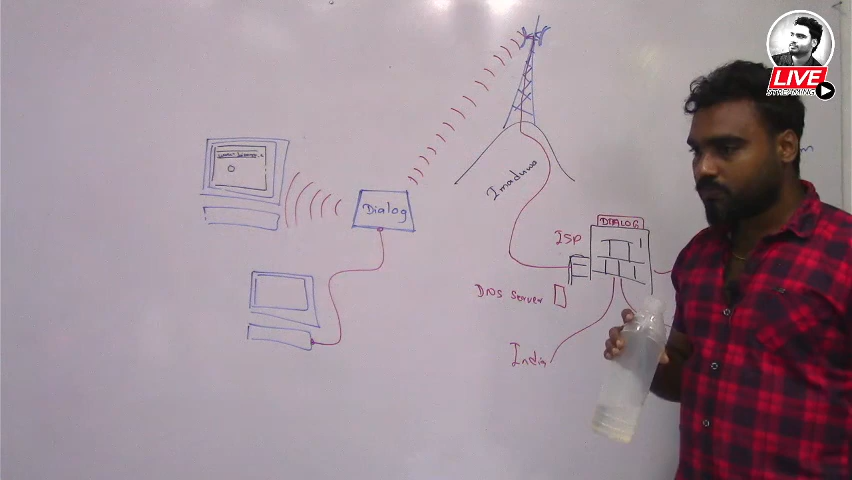 LIVE
STREAMING
Dialog
Imaduwa
DIALOG
ISP
DNS Server
India